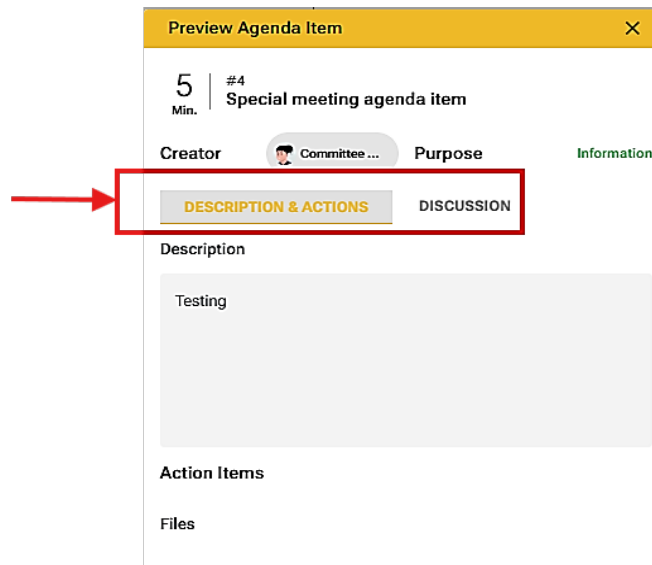 Preview Agenda Item
5 Min.
#4
Special meeting agenda item
Creator Committee ... Purpose Information
DESCRIPTION & ACTIONS DISCUSSION
Description
Testing
Action Items
Files